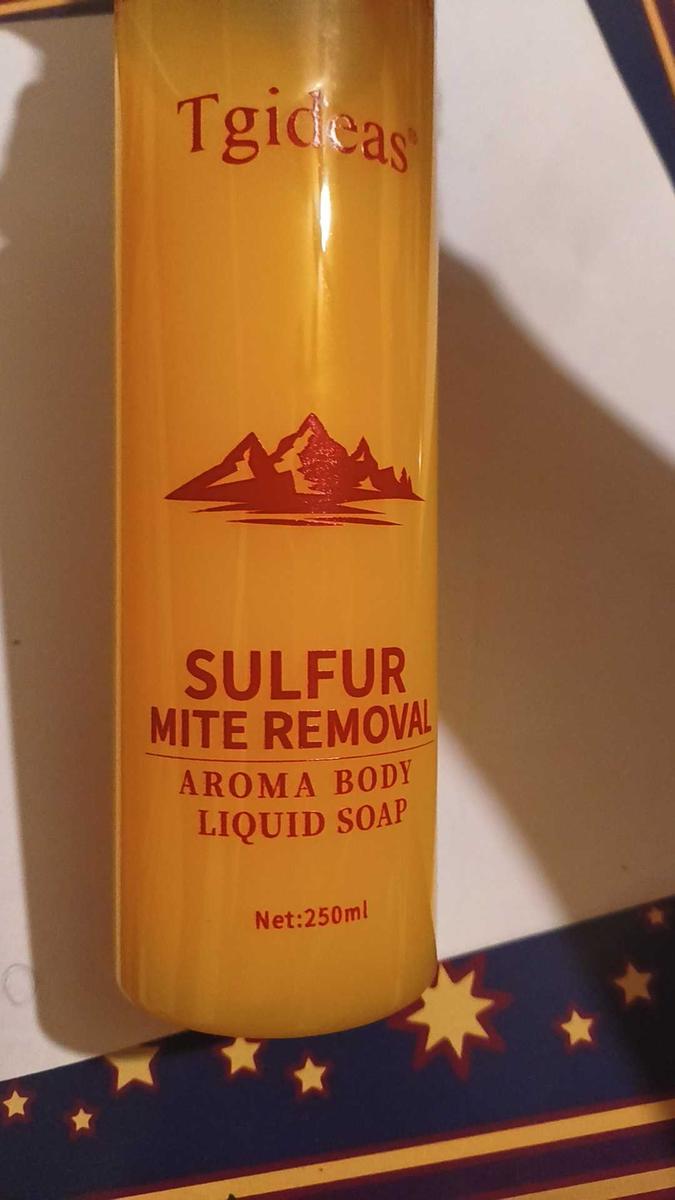 Tgideas®
SULFUR
MITE REMOVAL
AROMA BODY
LIQUID SOAP
Net:250ml